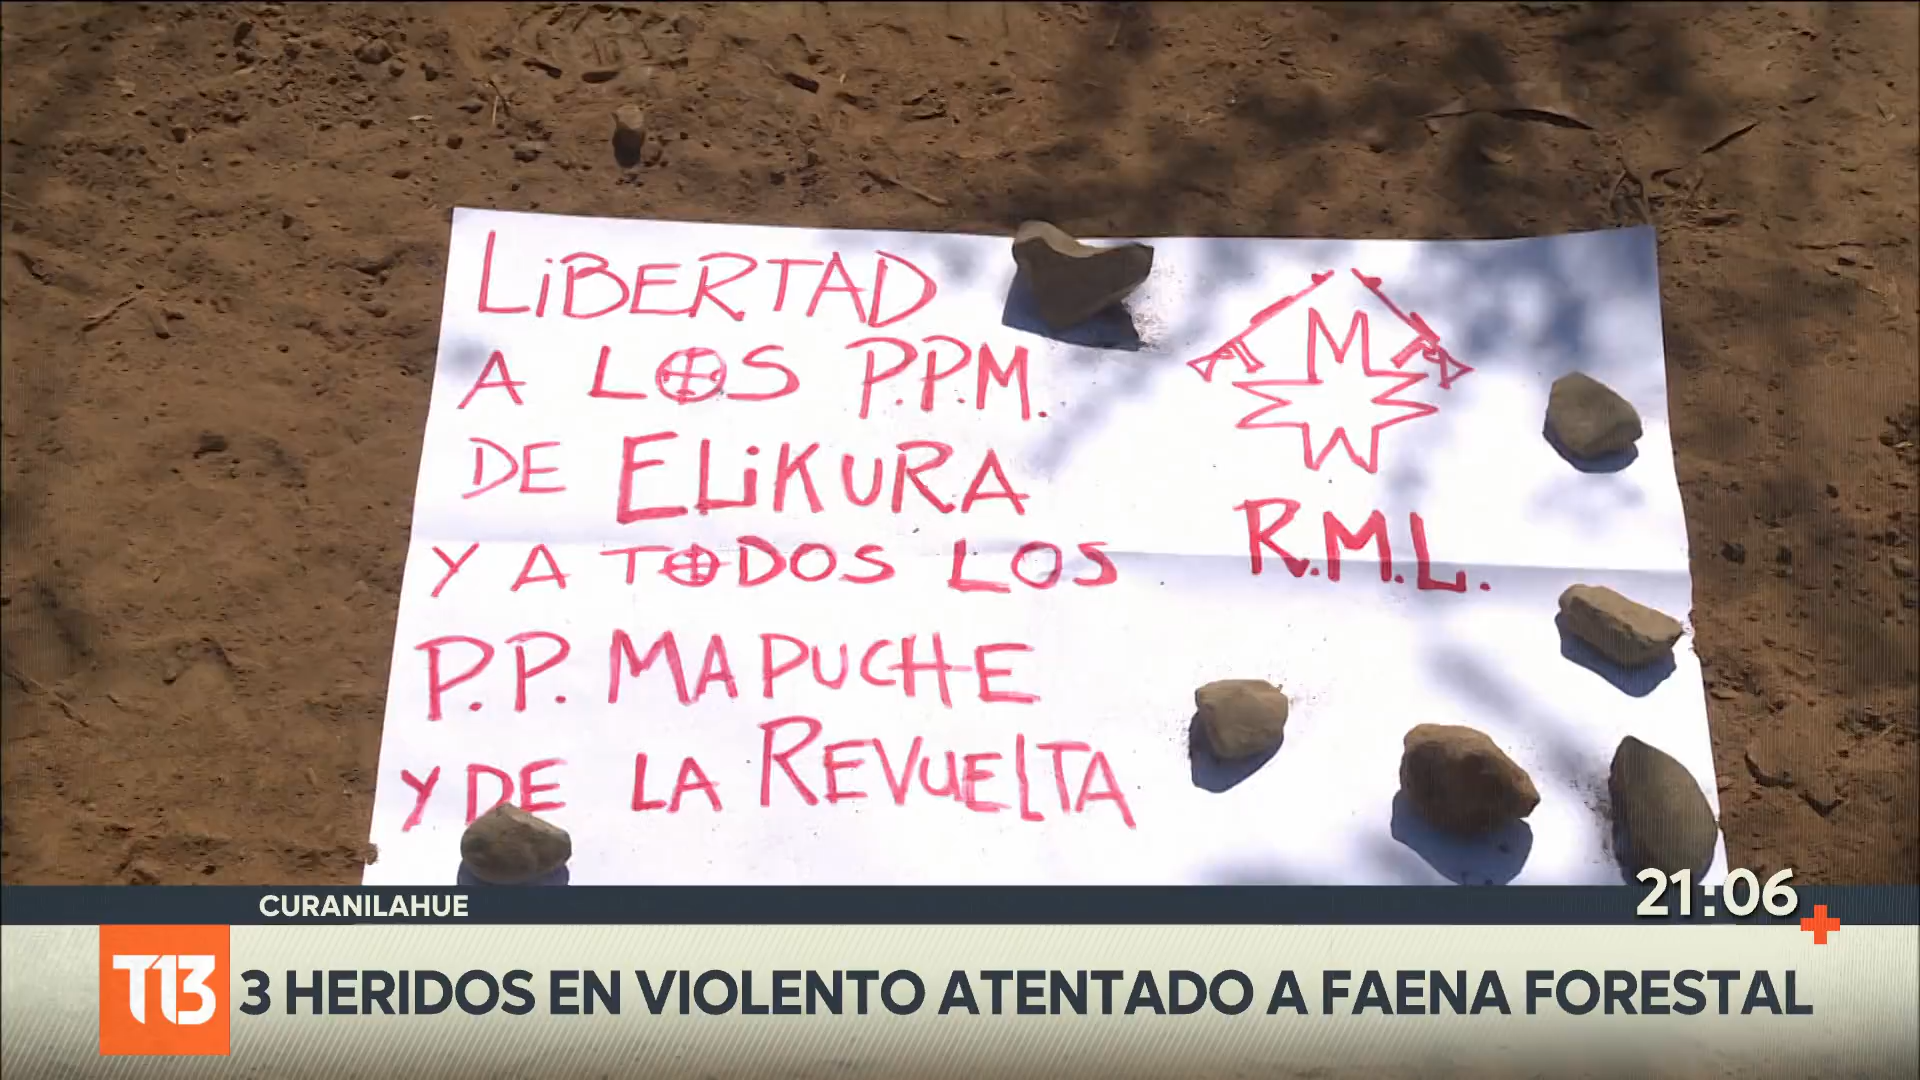 LiBERTAD
A LOS P.P.M.
DE ELiKURA
Y A TODOS LOS
P.P. MAPUCHE
Y DE LA REVUELTA
M
R.M.L.
CURANILAHUE
21:06
T13
3 HERIDOS EN VIOLENTO ATENTADO A FAENA FORESTAL